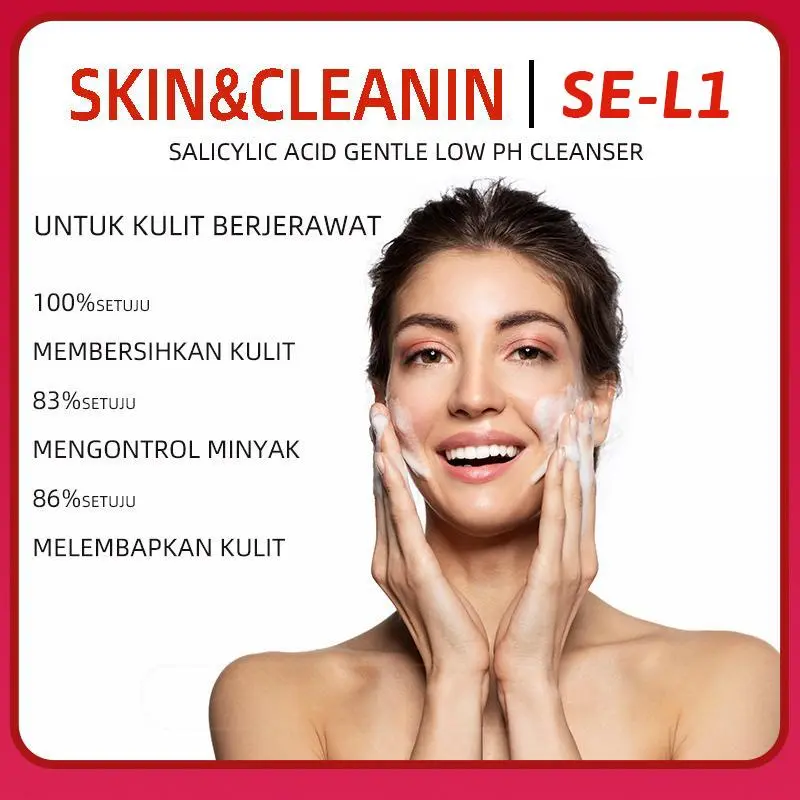 SKIN&CLEANIN | SE-L1
SALICYLIC ACID GENTLE LOW PH CLEANSER
UNTUK KULIT BERJERAWAT
100%SETUJU
MEMBERSIHKAN KULIT
83%SETUJU
MENGONTROL MINYAK
86%SETUJU
MELEMBAPKAN KULIT